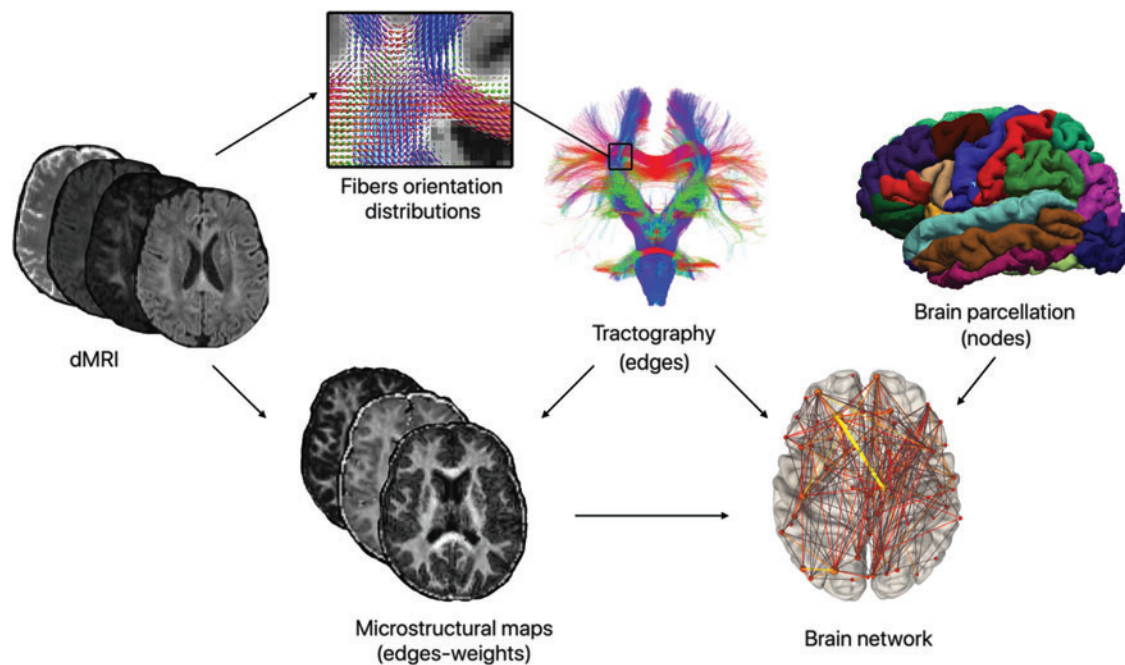 Fibers orientation
distributions
dMRI
Tractography
(edges)
Brain parcellation
(nodes)
Microstructural maps
(edges-weights)
Brain network